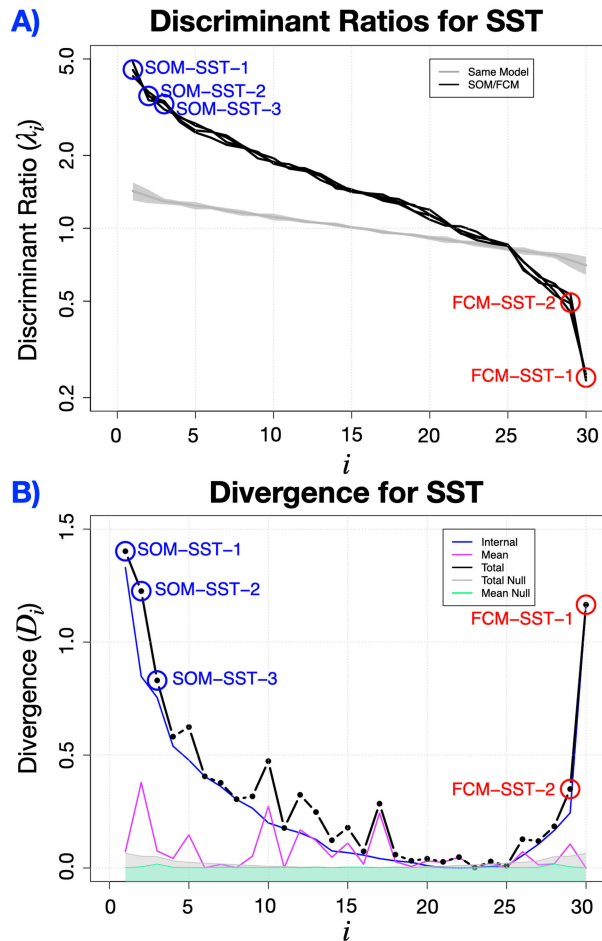 A)
Discriminant Ratios for SST
Discriminant Ratio (λi)
5.0
2.0
1.0
0.5
0.2
SOM−SST−1
SOM−SST−2
SOM−SST−3
Same Model
SOM/FCM
FCM−SST−2
FCM−SST−1
0 5 10 15 20 25 30
i
B)
Divergence for SST
Divergence (Di)
1.5
1.0
0.5
0.0
SOM−SST−1
SOM−SST−2
SOM−SST−3
Internal
Mean
Total
Total Null
Mean Null
FCM−SST−1
FCM−SST−2
0 5 10 15 20 25 30
i